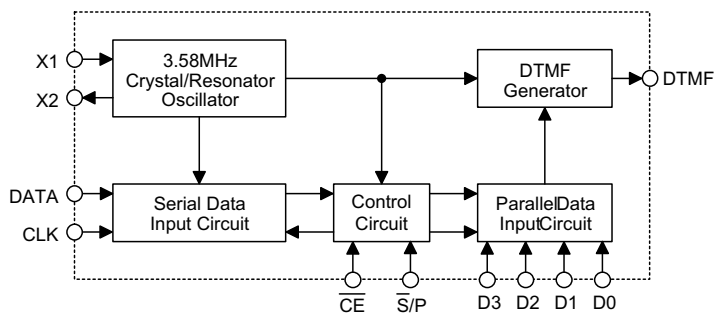 X1
X2
3.58MHz
Crystal/Resonator
Oscillator
DTMF
Generator
DTMF
DATA
CLK
Serial Data
Input Circuit
Control
Circuit
ParallelData
InputCircuit
C̅E̅
S̅/P
D3
D2
D1
D0